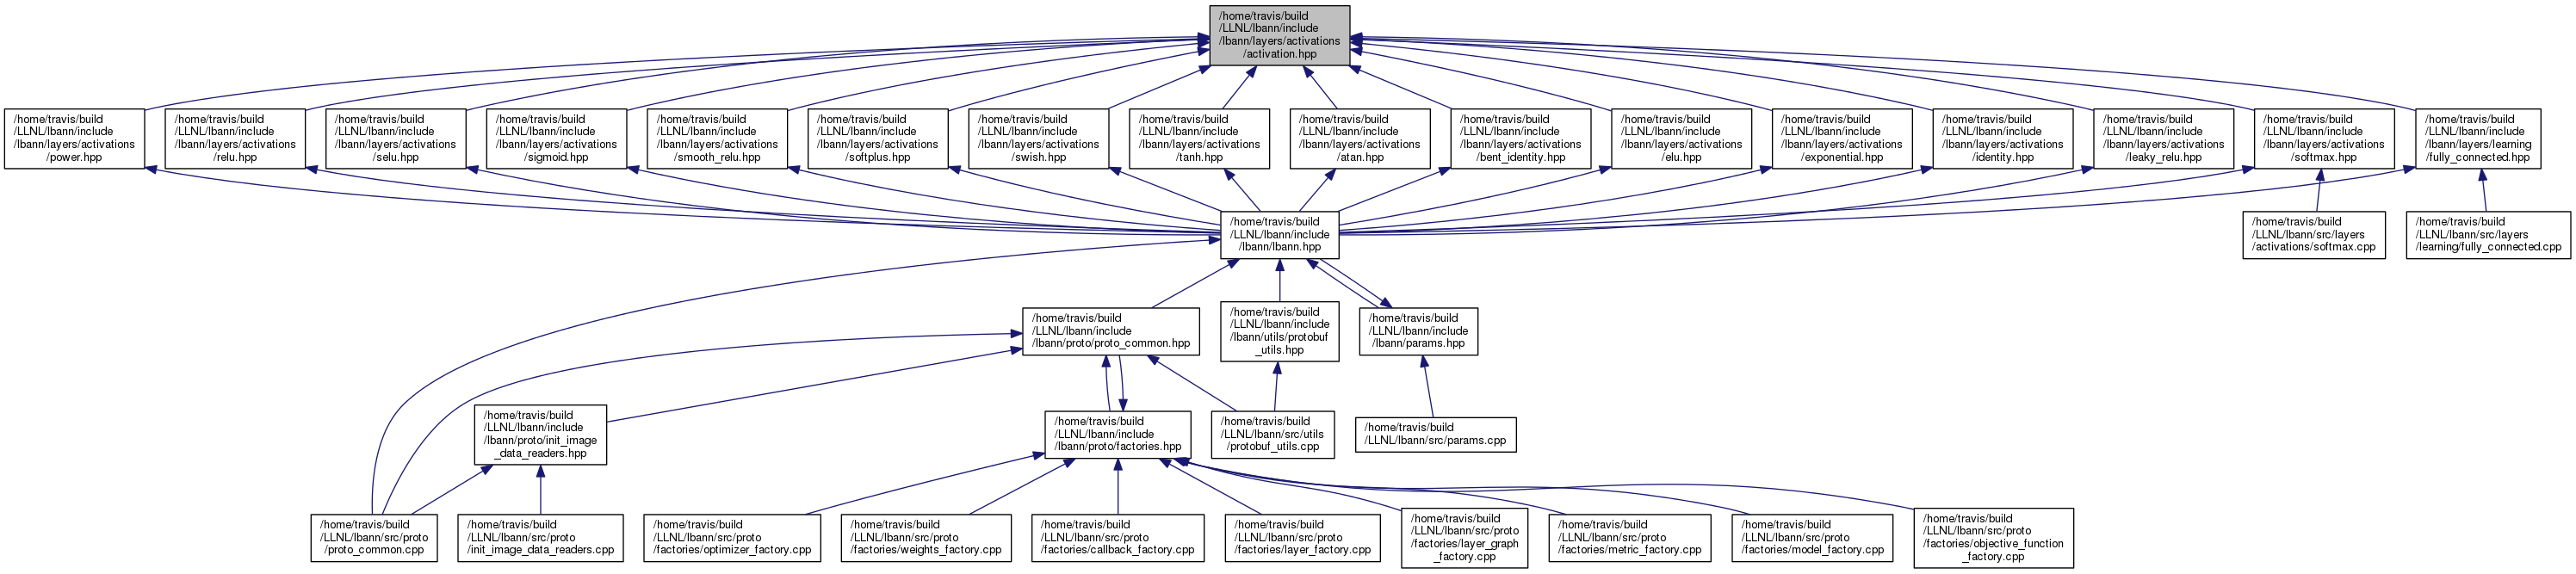 /home/travis/build
/LLNL/lbann/include
/lbann/layers/activations
/activation.hpp
/home/travis/build
/LLNL/lbann/include
/lbann/layers/activations
/power.hpp
/home/travis/build
/LLNL/lbann/include
/lbann/layers/activations
/relu.hpp
/home/travis/build
/LLNL/lbann/include
/lbann/layers/activations
/selu.hpp
/home/travis/build
/LLNL/lbann/include
/lbann/layers/activations
/sigmoid.hpp
/home/travis/build
/LLNL/lbann/include
/lbann/layers/activations
/smooth_relu.hpp
/home/travis/build
/LLNL/lbann/include
/lbann/layers/activations
/softplus.hpp
/home/travis/build
/LLNL/lbann/include
/lbann/layers/activations
/swish.hpp
/home/travis/build
/LLNL/lbann/include
/lbann/layers/activations
/tanh.hpp
/home/travis/build
/LLNL/lbann/include
/lbann/layers/activations
/atan.hpp
/home/travis/build
/LLNL/lbann/include
/lbann/layers/activations
/bent_identity.hpp
/home/travis/build
/LLNL/lbann/include
/lbann/layers/activations
/elu.hpp
/home/travis/build
/LLNL/lbann/include
/lbann/layers/activations
/exponential.hpp
/home/travis/build
/LLNL/lbann/include
/lbann/layers/activations
/identity.hpp
/home/travis/build
/LLNL/lbann/include
/lbann/layers/activations
/leaky_relu.hpp
/home/travis/build
/LLNL/lbann/include
/lbann/layers/activations
/softmax.hpp
/home/travis/build
/LLNL/lbann/include
/lbann/layers/learning
/fully_connected.hpp
/home/travis/build
/LLNL/lbann/include
/lbann/lbann.hpp
/home/travis/build
/LLNL/lbann/src/layers
/activations/softmax.cpp
/home/travis/build
/LLNL/lbann/src/layers
/learning/fully_connected.cpp
/home/travis/build
/LLNL/lbann/include
/lbann/proto/proto_common.hpp
/home/travis/build
/LLNL/lbann/include
/lbann/utils/protobuf
_utils.hpp
/home/travis/build
/LLNL/lbann/include
/lbann/params.hpp
/home/travis/build
/LLNL/lbann/include
/lbann/proto/init_image
_data_readers.hpp
/home/travis/build
/LLNL/lbann/include
/lbann/proto/factories.hpp
/home/travis/build
/LLNL/lbann/src/utils
/protobuf_utils.cpp
/home/travis/build
/LLNL/lbann/src/params.cpp
/home/travis/build
/LLNL/lbann/src/proto
/proto_common.cpp
/home/travis/build
/LLNL/lbann/src/proto
/init_image_data_readers.cpp
/home/travis/build
/LLNL/lbann/src/proto
/factories/optimizer_factory.cpp
/home/travis/build
/LLNL/lbann/src/proto
/factories/weights_factory.cpp
/home/travis/build
/LLNL/lbann/src/proto
/factories/callback_factory.cpp
/home/travis/build
/LLNL/lbann/src/proto
/factories/layer_factory.cpp
/home/travis/build
/LLNL/lbann/src/proto
/factories/layer_graph
_factory.cpp
/home/travis/build
/LLNL/lbann/src/proto
/factories/metric_factory.cpp
/home/travis/build
/LLNL/lbann/src/proto
/factories/model_factory.cpp
/home/travis/build
/LLNL/lbann/src/proto
/factories/objective_function
_factory.cpp